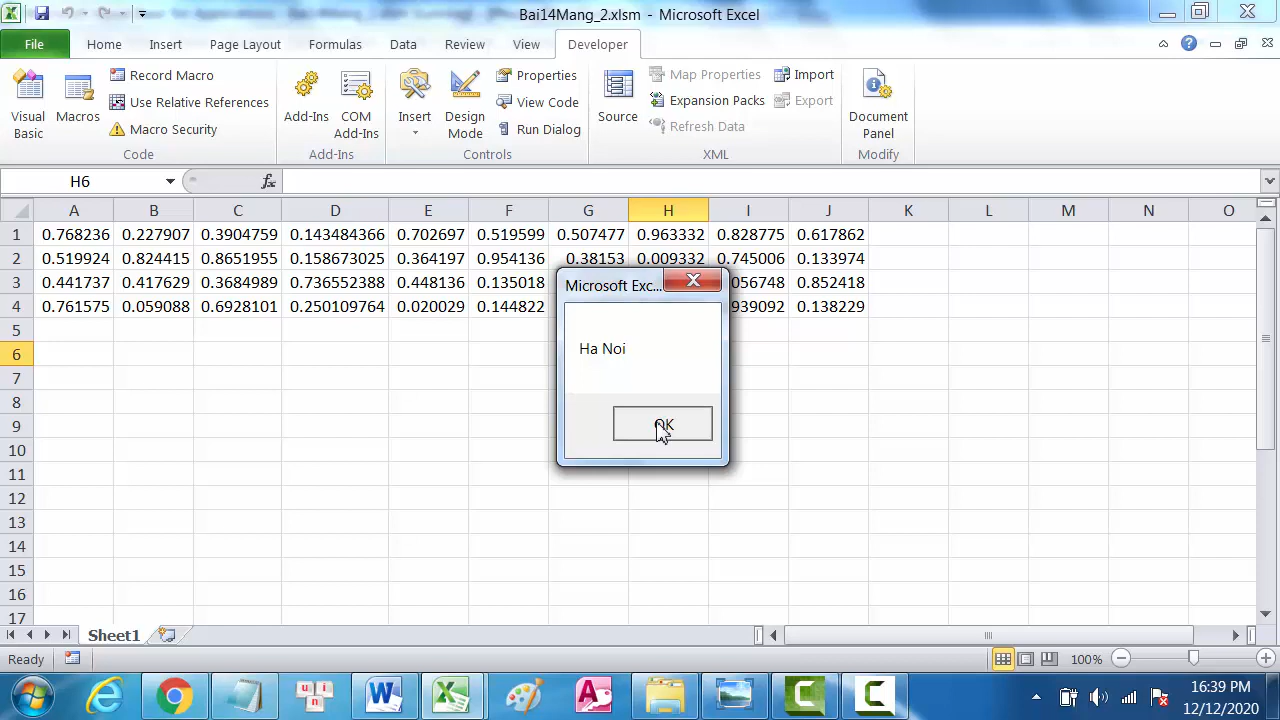 Bai14Mang_2.xlsm - Microsoft Excel
File Home Insert Page Layout Formulas Data Review View Developer
Visual Basic
Macros
Record Macro
Use Relative References
Macro Security
Code
Add-Ins
COM Add-Ins
Add-Ins
Insert
Design Mode
Properties
View Code
Run Dialog
Controls
Source
Map Properties
Expansion Packs
Refresh Data
Import
Export
XML
Document Panel
Modify
H6 fx
A B C D E F G H I J K L M N O
1 0.768236 0.227907 0.3904759 0.143484366 0.702697 0.519599 0.507477 0.963332 0.828775 0.617862
2 0.519924 0.824415 0.8651955 0.158673025 0.364197 0.954136 0.38153 0.009332 0.745006 0.133974
3 0.441737 0.417629 0.3684989 0.736552388 0.448136 0.135018 056748 0.852418
4 0.761575 0.059088 0.6928101 0.250109764 0.020029 0.144822 939092 0.138229
5
6
7
8
9
10
11
12
13
14
15
16
17
Microsoft Exc...
Ha Noi
OK
Sheet1
Ready 100%
16:39 PM
12/12/2020